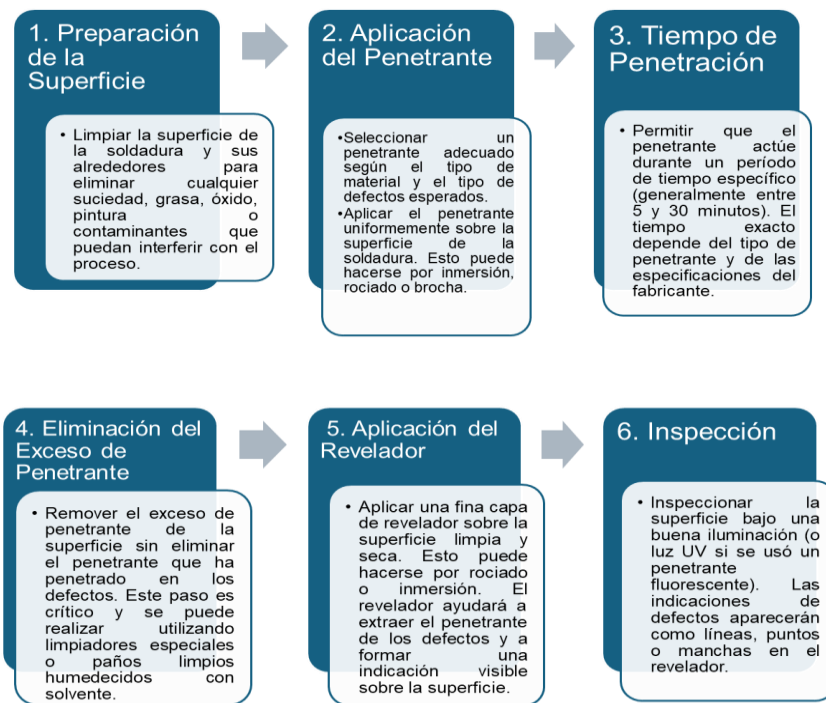 1. Preparación
de la
Superficie
• Limpiar la superficie de
la soldadura y sus
alrededores para
eliminar cualquier
suciedad, grasa, óxido,
pintura o
contaminantes que
puedan interferir con el
proceso.
2. Aplicación
del Penetrante
•Seleccionar un
penetrante adecuado
según el tipo de
material y el tipo de
defectos esperados.
•Aplicar el penetrante
uniformemente sobre la
superficie de la
soldadura. Esto puede
hacerse por inmersión,
rociado o brocha.
3. Tiempo de
Penetración
• Permitir que el
penetrante actúe
durante un período
de tiempo específico
(generalmente entre
5 y 30 minutos). El
tiempo exacto
depende del tipo de
penetrante y de las
especificaciones del
fabricante.
4. Eliminación del
Exceso de
Penetrante
• Remover el exceso de
penetrante de la
superficie sin eliminar
el penetrante que ha
penetrado en los
defectos. Este paso es
crítico y se puede
realizar utilizando
limpiadores especiales
o paños limpios
humedecidos con
solvente.
5. Aplicación del
Revelador
• Aplicar una fina capa
de revelador sobre la
superficie limpia y
seca. Esto puede
hacerse por rociado
o inmersión. El
revelador ayudará a
extraer el penetrante
de los defectos y a
formar una
indicación visible
sobre la superficie.
6. Inspección
• Inspeccionar la
superficie bajo una
buena iluminación (o
luz UV si se usó un
penetrante
fluorescente). Las
indicaciones de
defectos aparecerán
como líneas, puntos
o manchas en el
revelador.